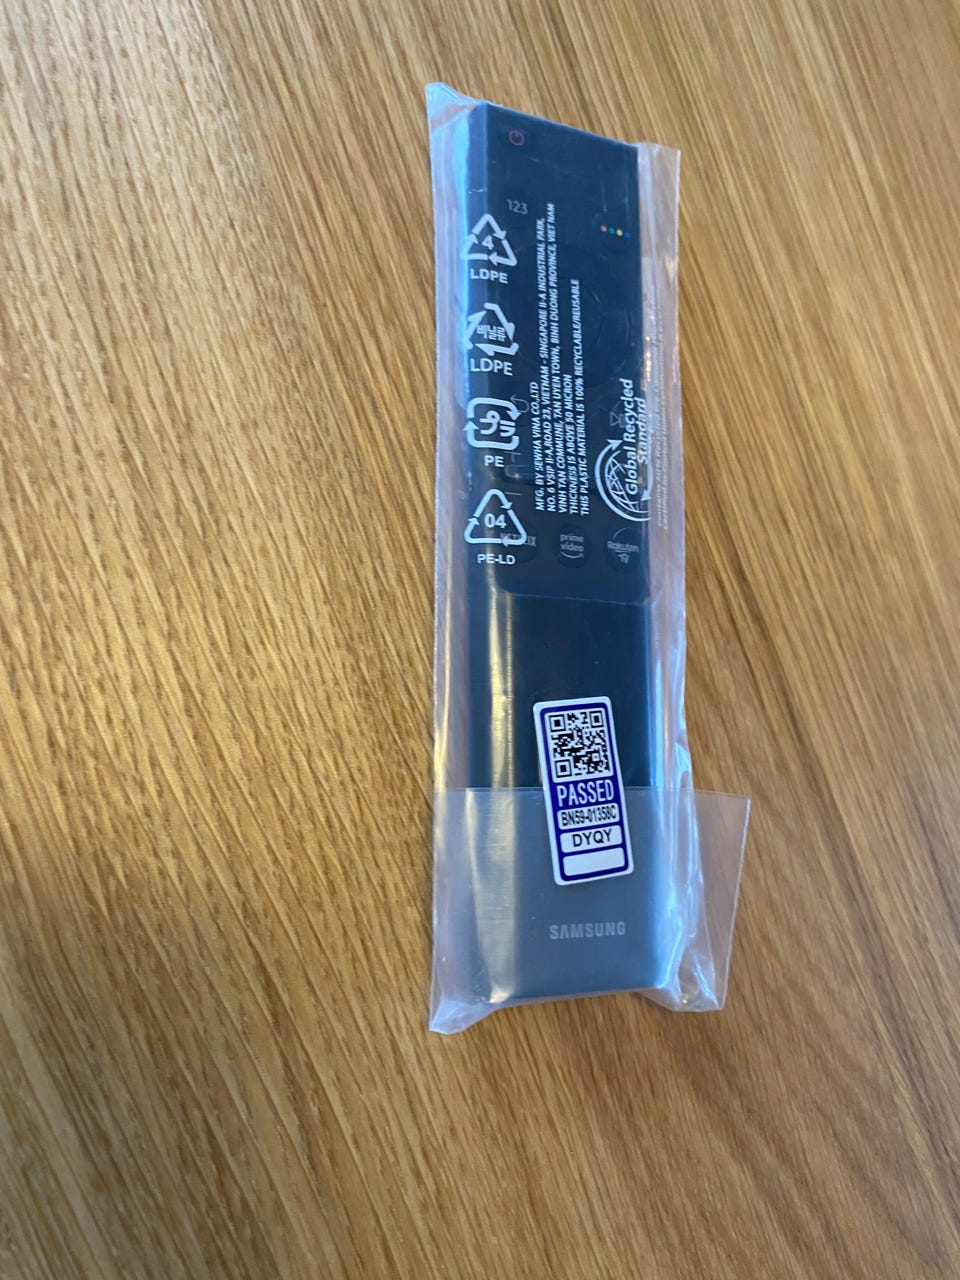 123
4
LDPE
비닐류
LDPE
PE
04
PE-LD
MFG. BY SEWHA VINA CO.,LTD
NO. 6 VSIP II-A,ROAD 23, VIETNAM - SINGAPORE II-A INDUSTRIAL PARK,
VINH TAN COMMUNE, TAN UYEN TOWN, BINH DUONG PROVINCE, VIET NAM
THICKNESS IS ABOVE 50 MICRON
THIS PLASTIC MATERIAL IS 100% RECYCLABLE/REUSABLE
Global Recycled
Standard
NETFLIX
prime
video
Rakuten
TV
PASSED
BN59-01358C
DYQY
SAMSUNG